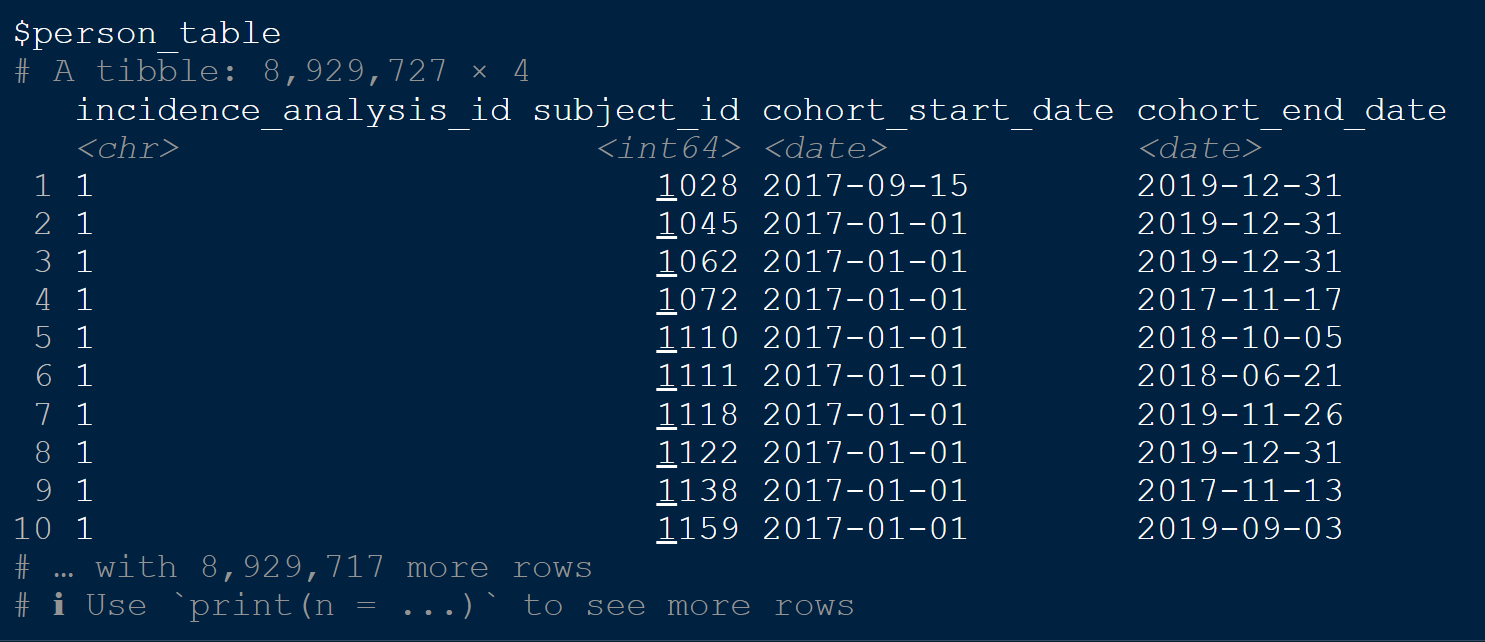 $person_table
# A tibble: 8,929,727 × 4
   incidence_analysis_id subject_id cohort_start_date cohort_end_date
   <chr>                    <int64> <date>            <date>
 1 1                           1028 2017-09-15        2019-12-31
 2 1                           1045 2017-01-01        2019-12-31
 3 1                           1062 2017-01-01        2019-12-31
 4 1                           1072 2017-01-01        2017-11-17
 5 1                           1110 2017-01-01        2018-10-05
 6 1                           1111 2017-01-01        2018-06-21
 7 1                           1118 2017-01-01        2019-11-26
 8 1                           1122 2017-01-01        2019-12-31
 9 1                           1138 2017-01-01        2017-11-13
10 1                           1159 2017-01-01        2019-09-03
# … with 8,929,717 more rows
# ℹ Use `print(n = ...)` to see more rows